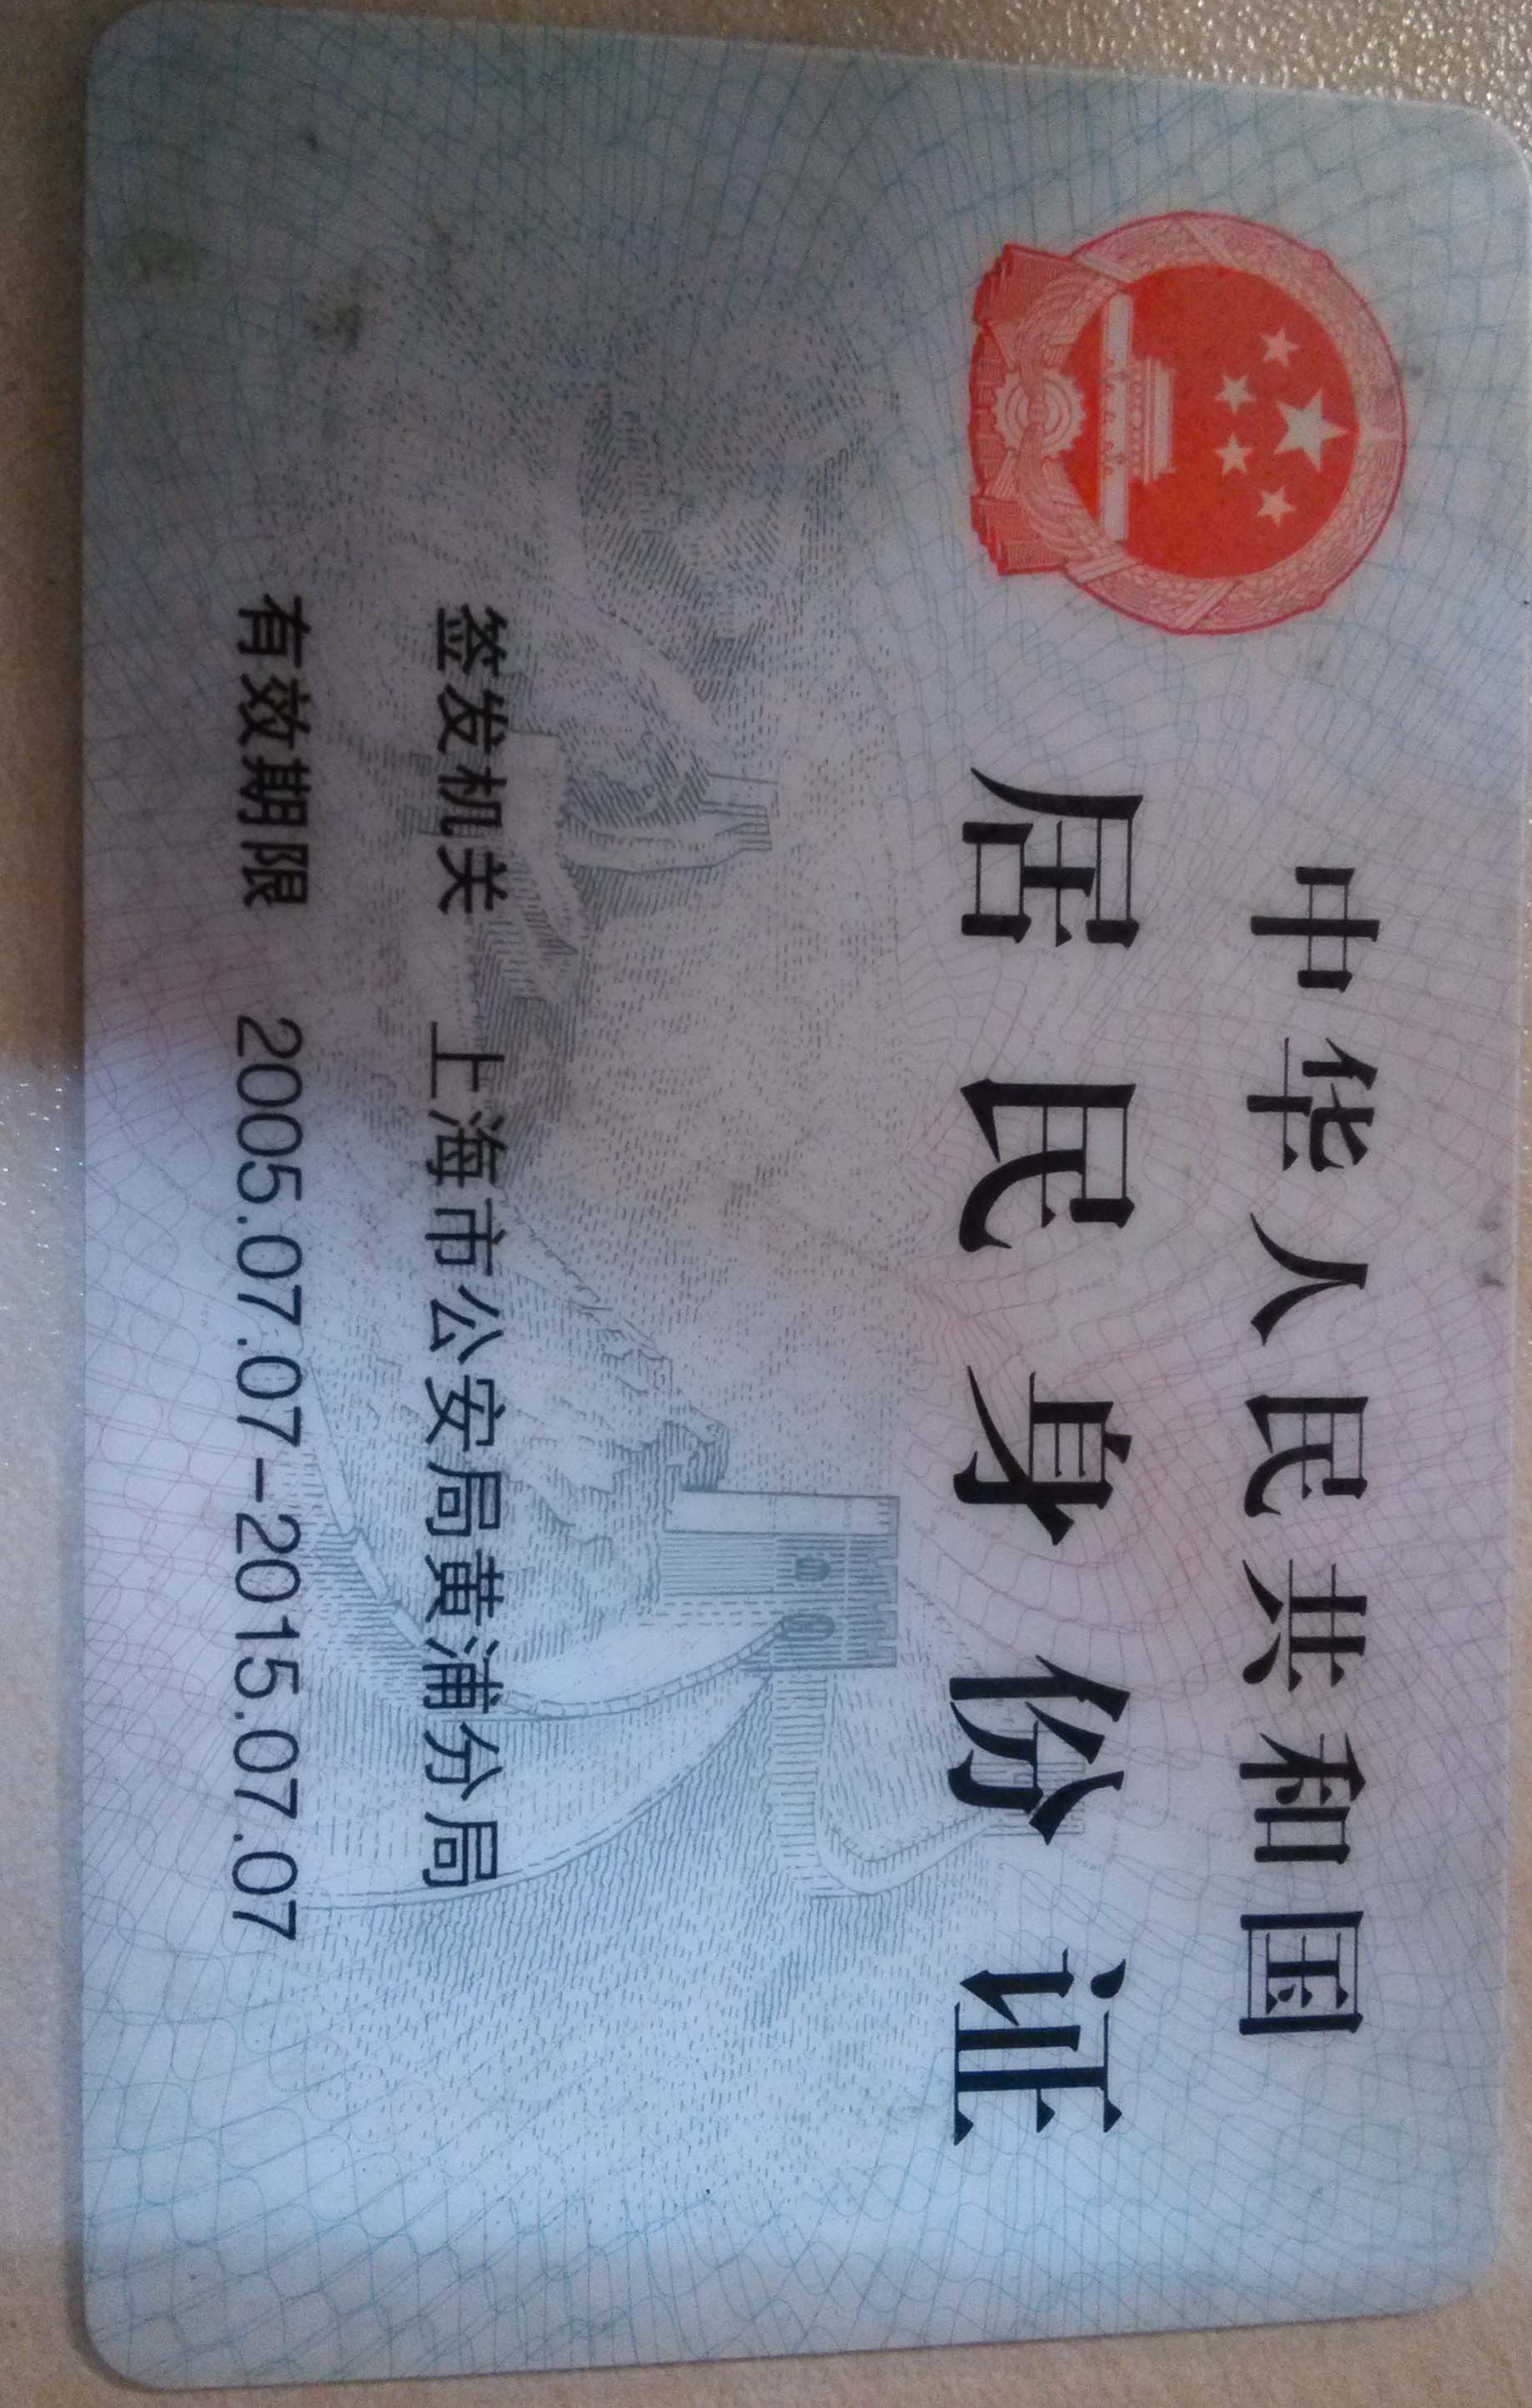 中华人民共和国
居民身份证
签发机关 上海市公安局黄浦分局
有效期限 2005.07.07-2015.07.07